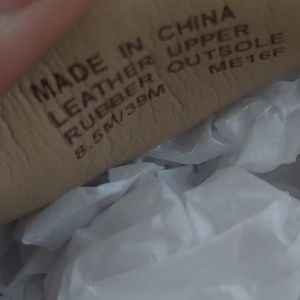 MADE IN CHINA
LEATHER UPPER
RUBBER OUTSOLE
8.5M/39M ME16F